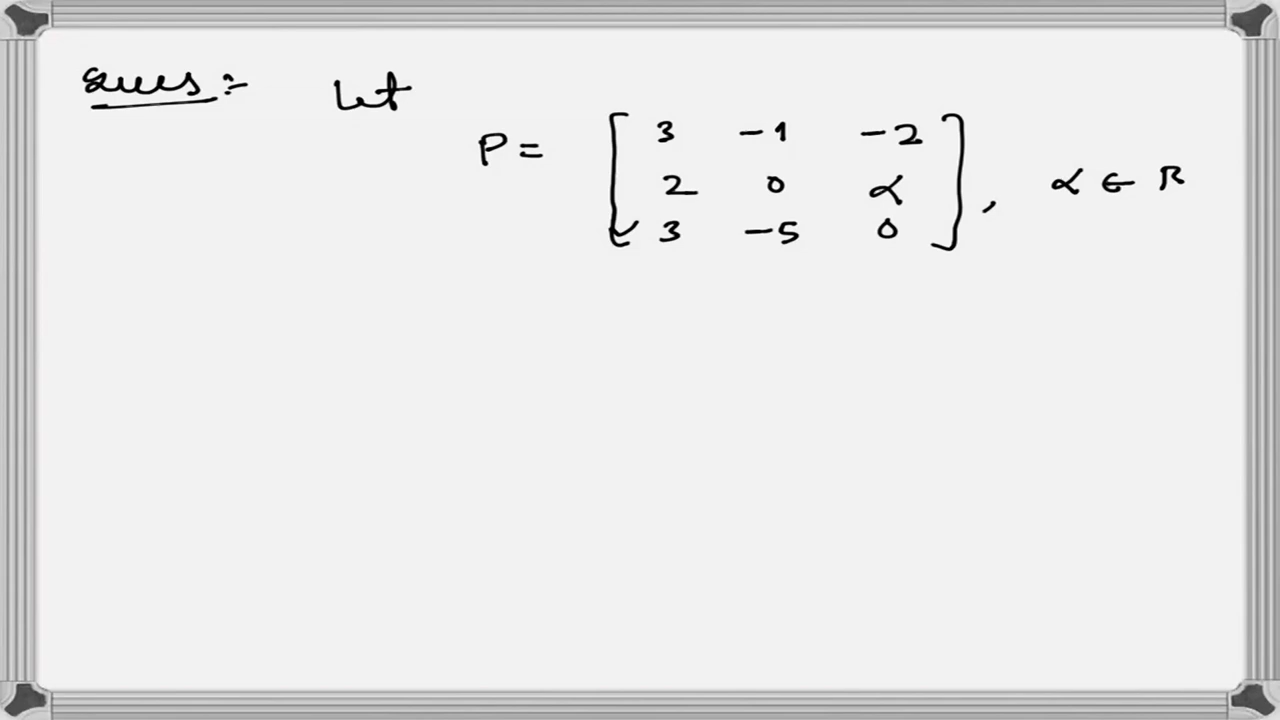 Ques :- Let
P = [ 3 -1 -2
2 0 α
3 -5 0 ] , α ∈ R